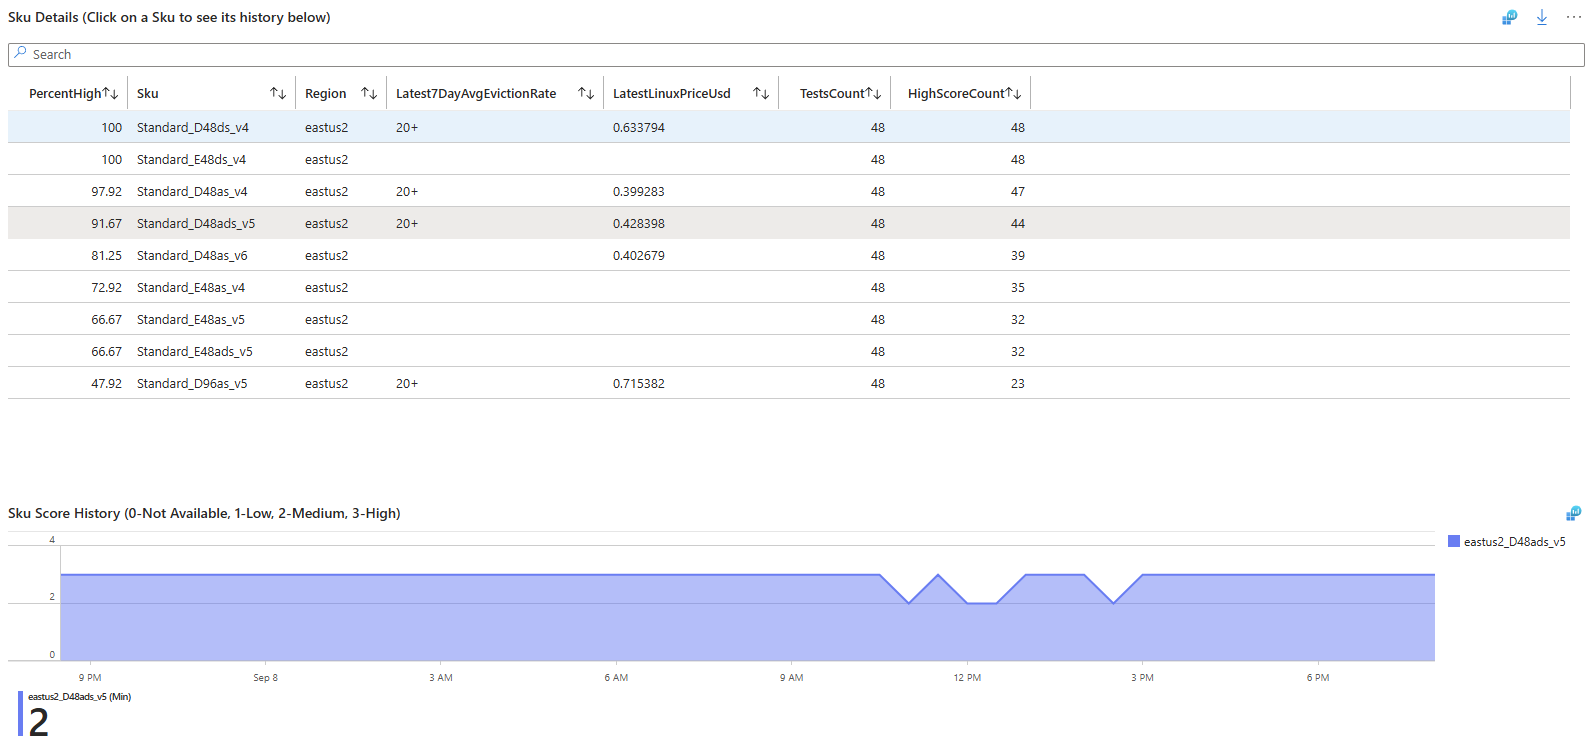 Sku Details (Click on a Sku to see its history below)
Search
PercentHigh Sku Region Latest7DayAvgEvictionRate LatestLinuxPriceUsd TestsCount HighScoreCount
100 Standard_D48ds_v4 eastus2 20+ 0.633794 48 48
100 Standard_E48ds_v4 eastus2 48 48
97.92 Standard_D48as_v4 eastus2 20+ 0.399283 48 47
91.67 Standard_D48ads_v5 eastus2 20+ 0.428398 48 44
81.25 Standard_D48as_v6 eastus2 0.402679 48 39
72.92 Standard_E48as_v4 eastus2 48 35
66.67 Standard_E48as_v5 eastus2 48 32
66.67 Standard_E48ads_v5 eastus2 48 32
47.92 Standard_D96as_v5 eastus2 20+ 0.715382 48 23
Sku Score History (0-Not Available, 1-Low, 2-Medium, 3-High)
4
eastus2_D48ads_v5
2
0
9 PM Sep 8 3 AM 6 AM 9 AM 12 PM 3 PM 6 PM
eastus2_D48ads_v5 (Min)
2